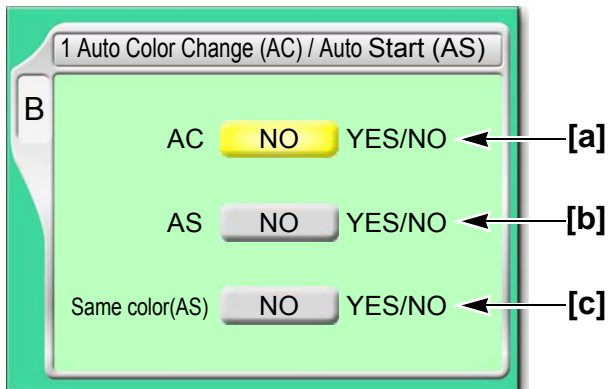 1 Auto Color Change (AC) / Auto Start (AS)
B
AC NO YES/NO [a]
AS NO YES/NO [b]
Same color(AS) NO YES/NO [c]